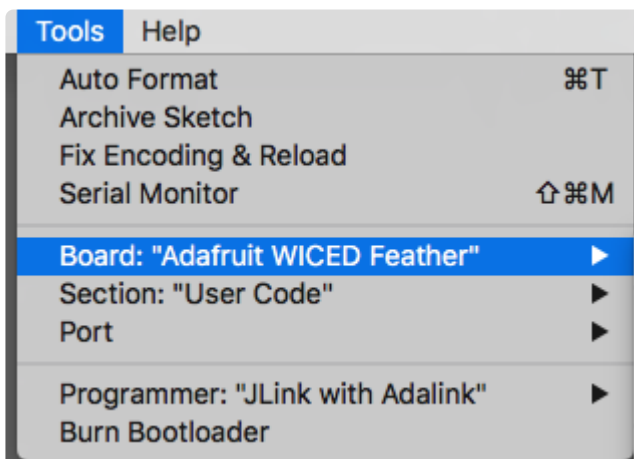 Tools Help
Auto Format ⌘T
Archive Sketch
Fix Encoding & Reload
Serial Monitor ⇧⌘M
Board: "Adafruit WICED Feather" ▶
Section: "User Code" ▶
Port ▶
Programmer: "JLink with Adalink" ▶
Burn Bootloader